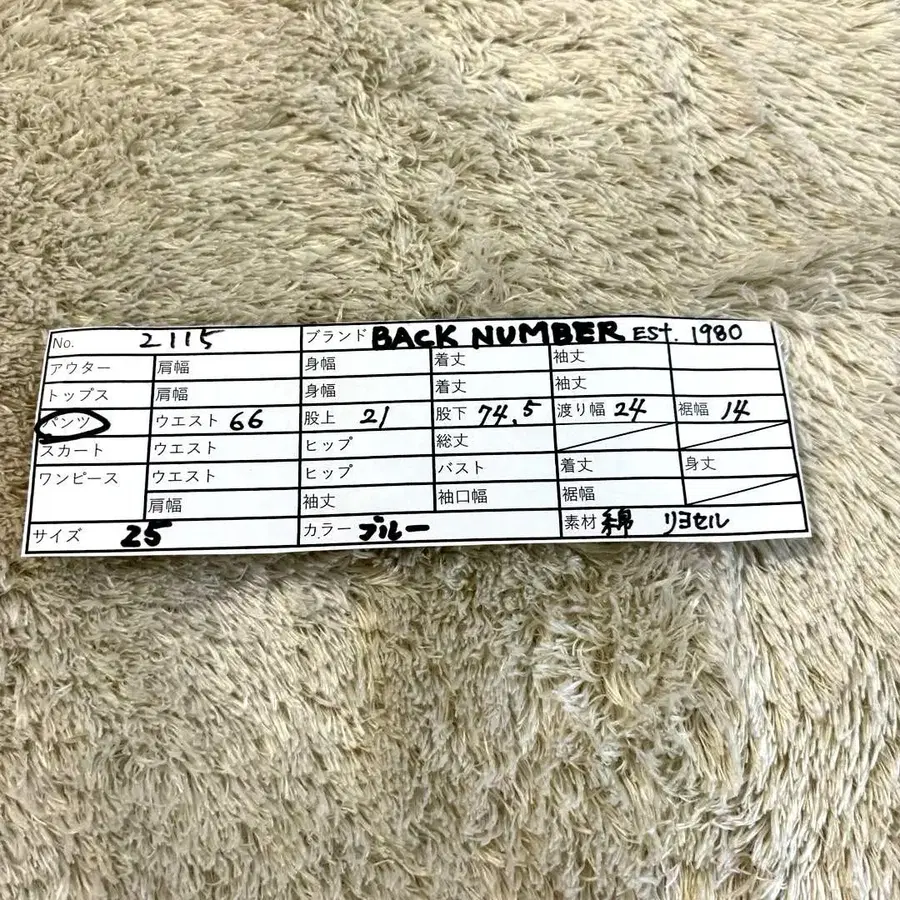 No. 2115 ブランド BACK NUMBER EST. 1980
アウター 肩幅 身幅 着丈 袖丈
トップス 肩幅 身幅 着丈 袖丈
パンツ ウエスト 66 股上 21 股下 74.5 渡り幅 24 裾幅 14
スカート ウエスト ヒップ 総丈
ワンピース ウエスト ヒップ バスト 着丈 身丈
肩幅 袖丈 袖口幅 裾幅
サイズ 25 カラー ブルー 素材 綿 リヨセル